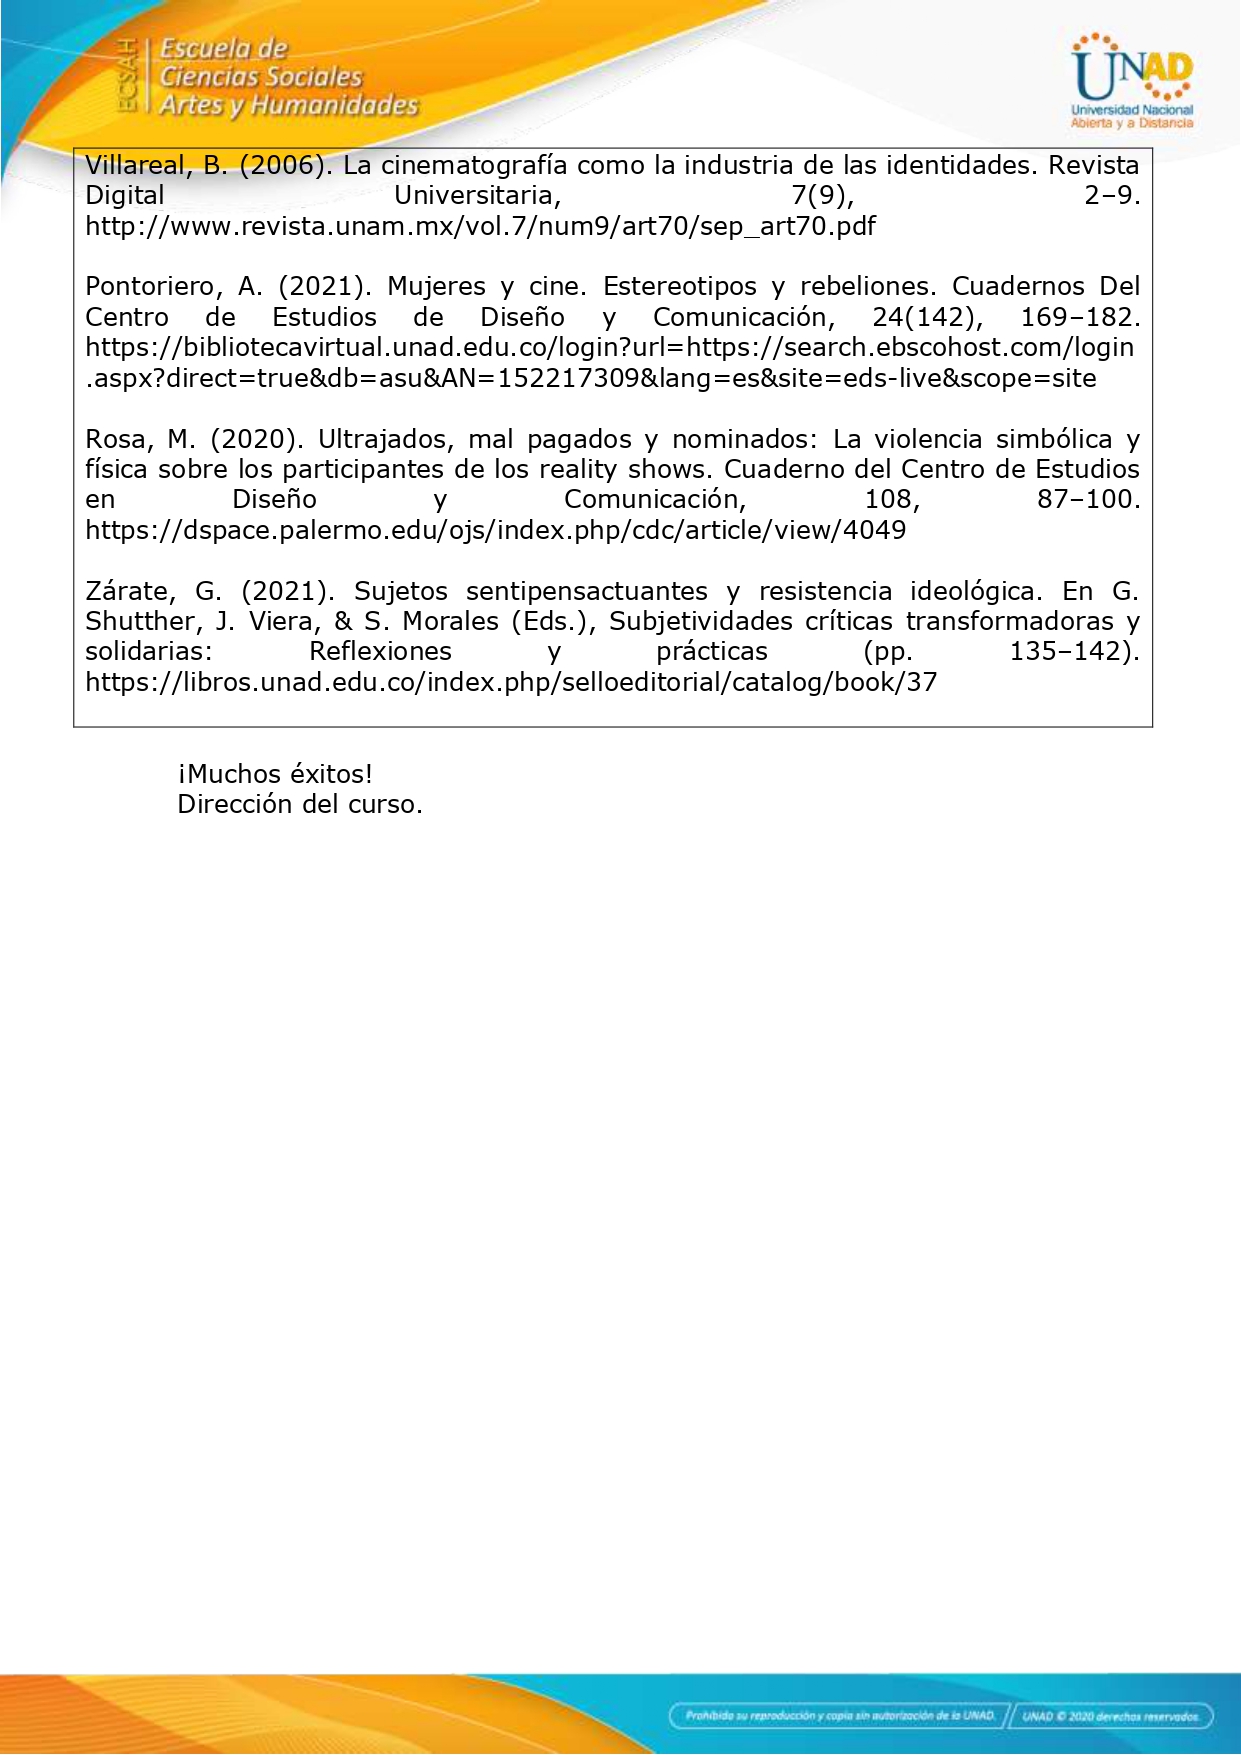 ECSAH
Escuela de
Ciencias Sociales
Artes y Humanidades
UNAD
Universidad Nacional
Abierta y a Distancia
Villareal, B. (2006). La cinematografía como la industria de las identidades. Revista
Digital Universitaria, 7(9), 2–9.
http://www.revista.unam.mx/vol.7/num9/art70/sep_art70.pdf
Pontoriero, A. (2021). Mujeres y cine. Estereotipos y rebeliones. Cuadernos Del
Centro de Estudios de Diseño y Comunicación, 24(142), 169–182.
https://bibliotecavirtual.unad.edu.co/login?url=https://search.ebscohost.com/login
.aspx?direct=true&db=asu&AN=152217309&lang=es&site=eds-live&scope=site
Rosa, M. (2020). Ultrajados, mal pagados y nominados: La violencia simbólica y
física sobre los participantes de los reality shows. Cuaderno del Centro de Estudios
en Diseño y Comunicación, 108, 87–100.
https://dspace.palermo.edu/ojs/index.php/cdc/article/view/4049
Zárate, G. (2021). Sujetos sentipensactuantes y resistencia ideológica. En G.
Shutther, J. Viera, & S. Morales (Eds.), Subjetividades críticas transformadoras y
solidarias: Reflexiones y prácticas (pp. 135–142).
https://libros.unad.edu.co/index.php/selloeditorial/catalog/book/37
¡Muchos éxitos!
Dirección del curso.
Prohibida su reproducción y copia sin autorización de la UNAD. // UNAD © 2020 derechos reservados.